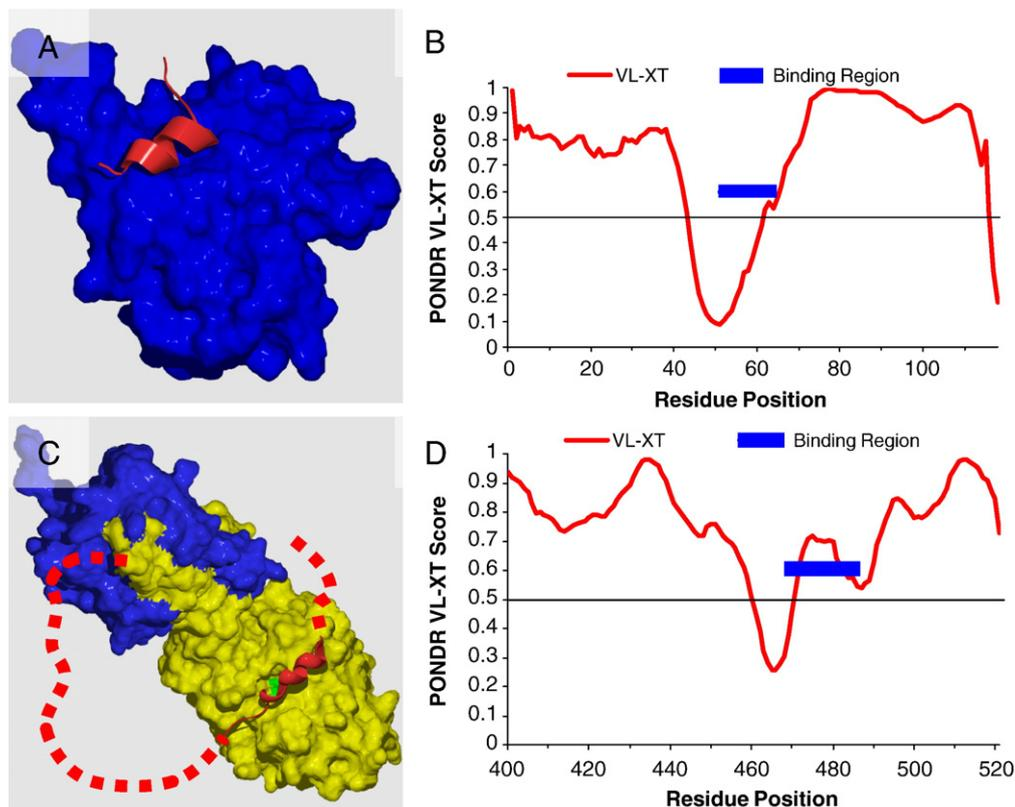 A
B
VL-XT Binding Region
PONDR VL-XT Score
1
0.9
0.8
0.7
0.6
0.5
0.4
0.3
0.2
0.1
0
0 20 40 60 80 100
Residue Position
C
D
VL-XT Binding Region
PONDR VL-XT Score
1
0.9
0.8
0.7
0.6
0.5
0.4
0.3
0.2
0.1
0
400 420 440 460 480 500 520
Residue Position